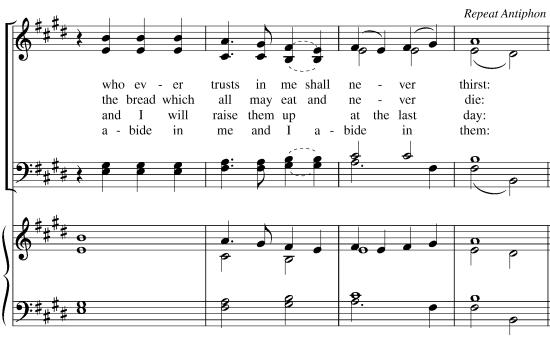 Repeat Antiphon
who ev - er trusts in me shall ne - ver thirst:
the bread which all may eat and ne - ver die:
and I will raise them up at the last day:
a - bide in me and I a - bide in them: